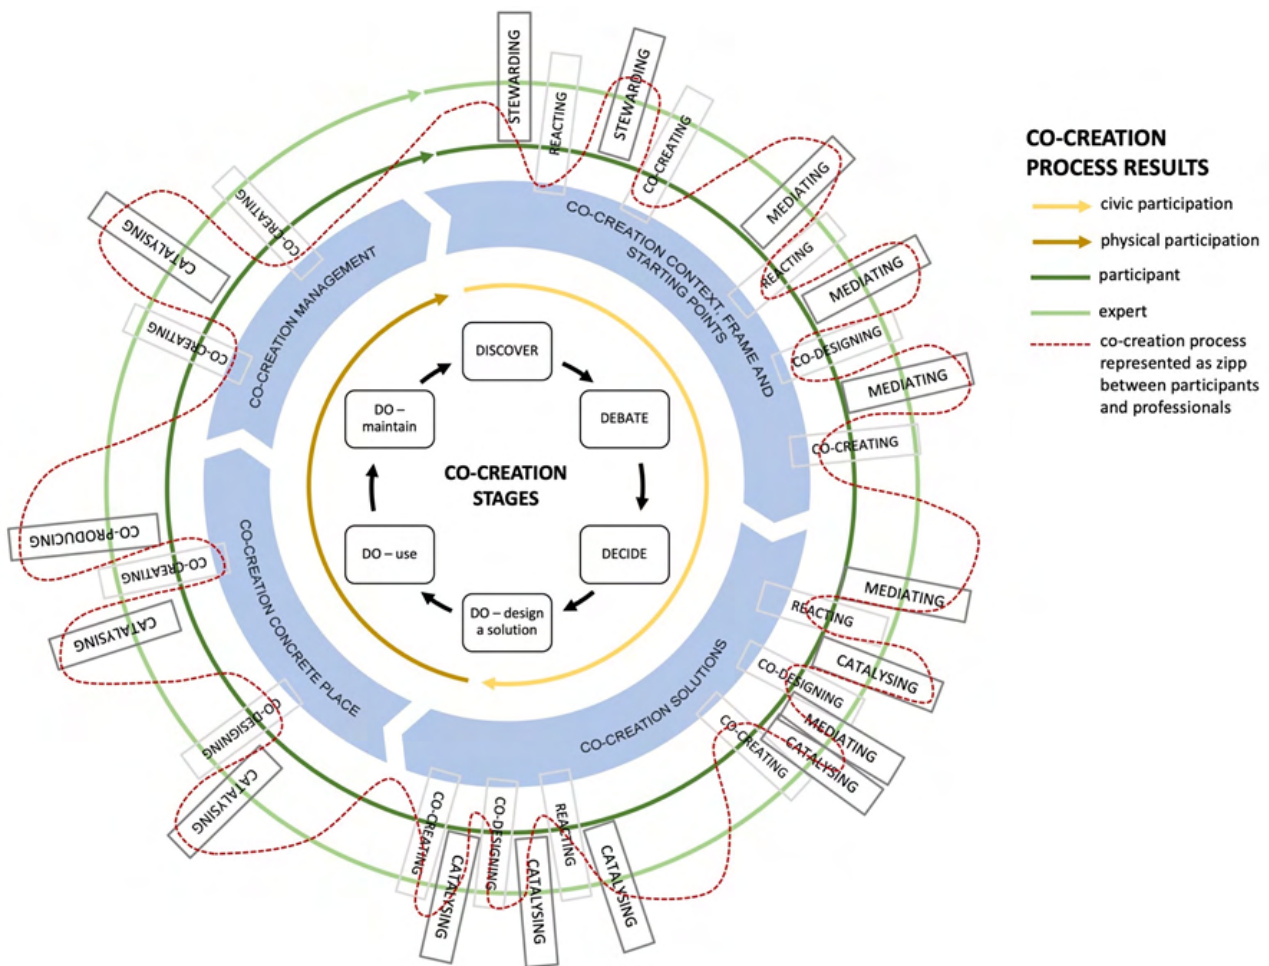 STEWARDING
REACTING
STEWARDING
CO-CREATING
MEDIATING
REACTING
MEDIATING
CO-DESIGNING
MEDIATING
CO-CREATING
MEDIATING
REACTING
CATALYSING
CO-DESIGNING
MEDIATING
CATALYSING
CO-CREATING
CATALYSING
REACTING
CATALYSING
CO-DESIGNING
CATALYSING
CO-CREATING
CATALYSING
CO-DESIGNING
CATALYSING
CO-CREATING
CO-PRODUCING
CO-CREATING
CATALYSING
CO-CREATING
CO-CREATION CONTEXT, FRAME AND
STARTING POINTS
CO-CREATION SOLUTIONS
CO-CREATION CONCRETE PLACE
CO-CREATION MANAGEMENT
DISCOVER
DEBATE
DECIDE
DO – design
a solution
DO – use
DO –
maintain
CO-CREATION
STAGES
CO-CREATION
PROCESS RESULTS
civic participation
physical participation
participant
expert
co-creation process
represented as zipp
between participants
and professionals